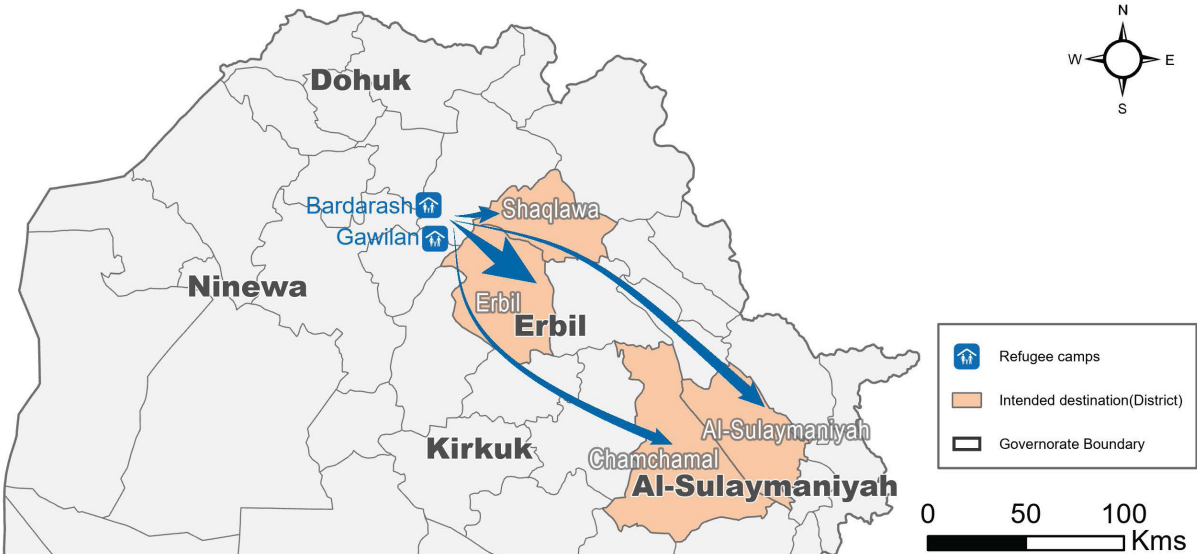 N
W
E
S
Dohuk
Bardarash
Shaqlawa
Gawilan
Ninewa
Erbil
Erbil
Kirkuk
Al-Sulaymaniyah
Chamchamal
Al-Sulaymaniyah
Refugee camps
Intended destination(District)
Governorate Boundary
0 50 100
Kms